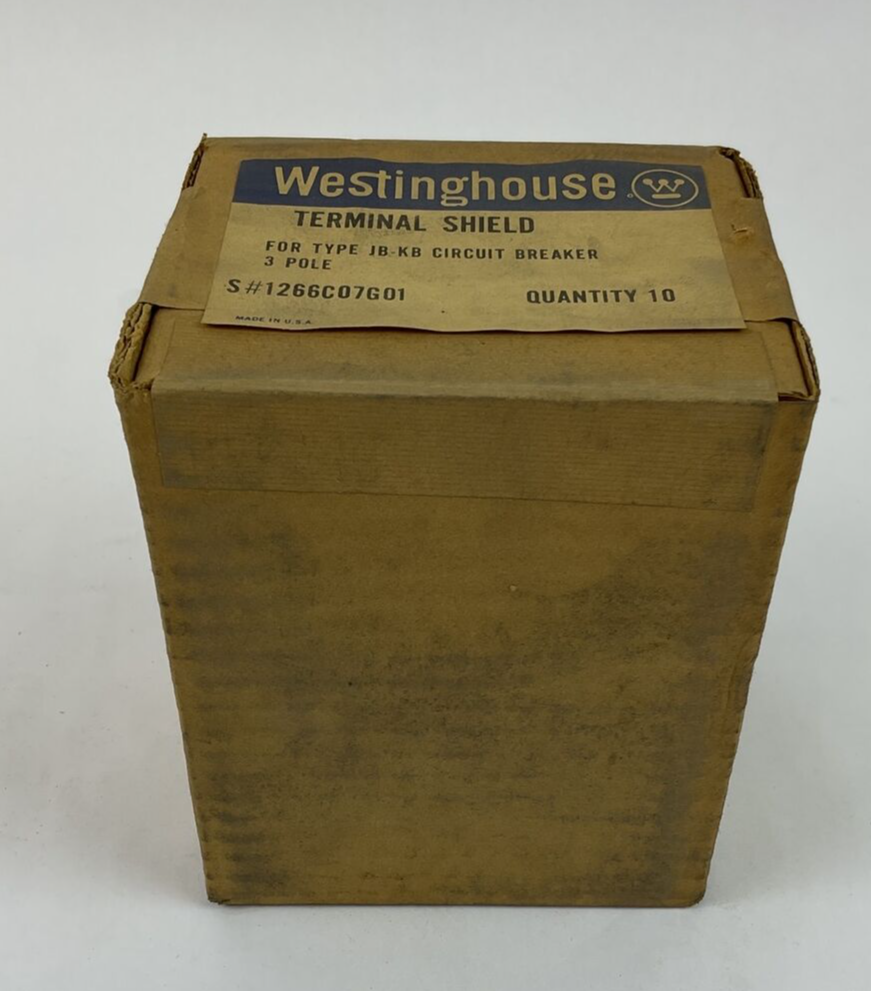 Westinghouse
TERMINAL SHIELD
FOR TYPE JB-KB CIRCUIT BREAKER
3 POLE
S#1266C07G01 QUANTITY 10
MADE IN U.S.A.